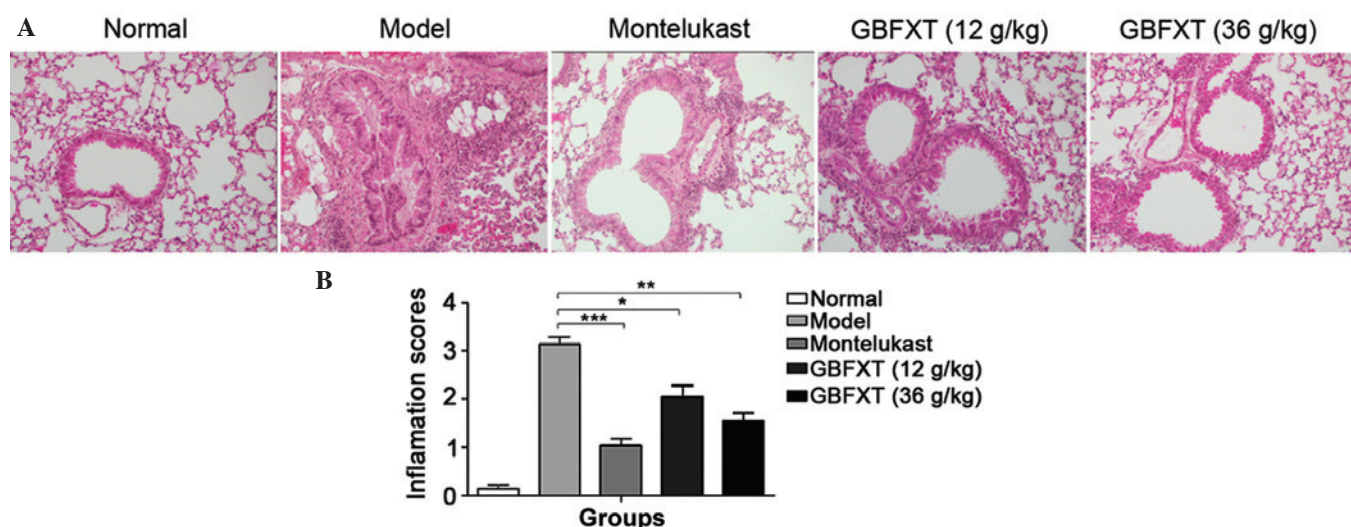 A
Normal
Model
Montelukast
GBFXT (12 g/kg)
GBFXT (36 g/kg)
B
Inflamation scores
4
3
2
1
0
**
*
***
Groups
Normal
Model
Montelukast
GBFXT (12 g/kg)
GBFXT (36 g/kg)